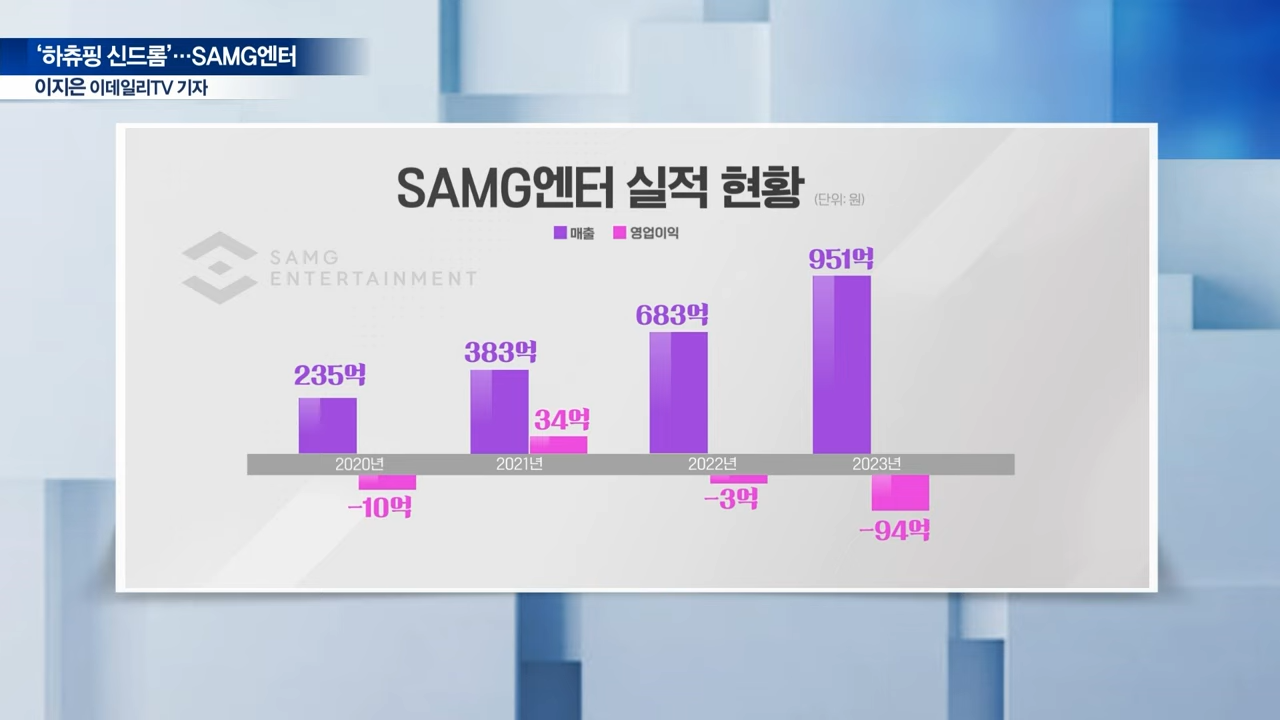 ‘하츄핑 신드롬’…SAMG엔터
이지은 이데일리TV 기자
SAMG엔터 실적 현황 (단위: 원)
매출 영업이익
SAMG
ENTERTAINMENT
951억
683억
383억
235억
34억
2020년 2021년 2022년 2023년
-10억
-3억
-94억